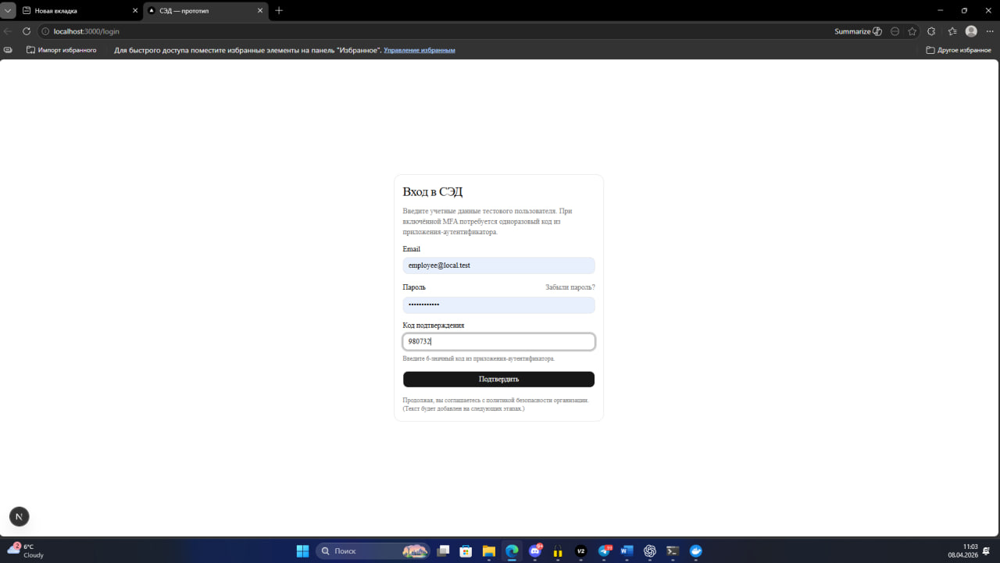 Новая вкладка
СЭД — прототип
localhost:3000/login
Summarize
Импорт избранного
Для быстрого доступа поместите избранные элементы на панель "Избранное". Управление избранным
Другое избранное
Вход в СЭД
Введите учетные данные тестового пользователя. При
включённой MFA потребуется одноразовый код из
приложения-аутентификатора.
Email
employee@local.test
Пароль
Забыли пароль?
••••••••••••
Код подтверждения
980732
Введите 6-значный код из приложения-аутентификатора.
Подтвердить
Продолжая, вы соглашаетесь с политикой безопасности организации.
(Текст будет добавлен на следующих этапах.)
N
2
6°C
Cloudy
Поиск
9+
V2
11:03
08.04.2026